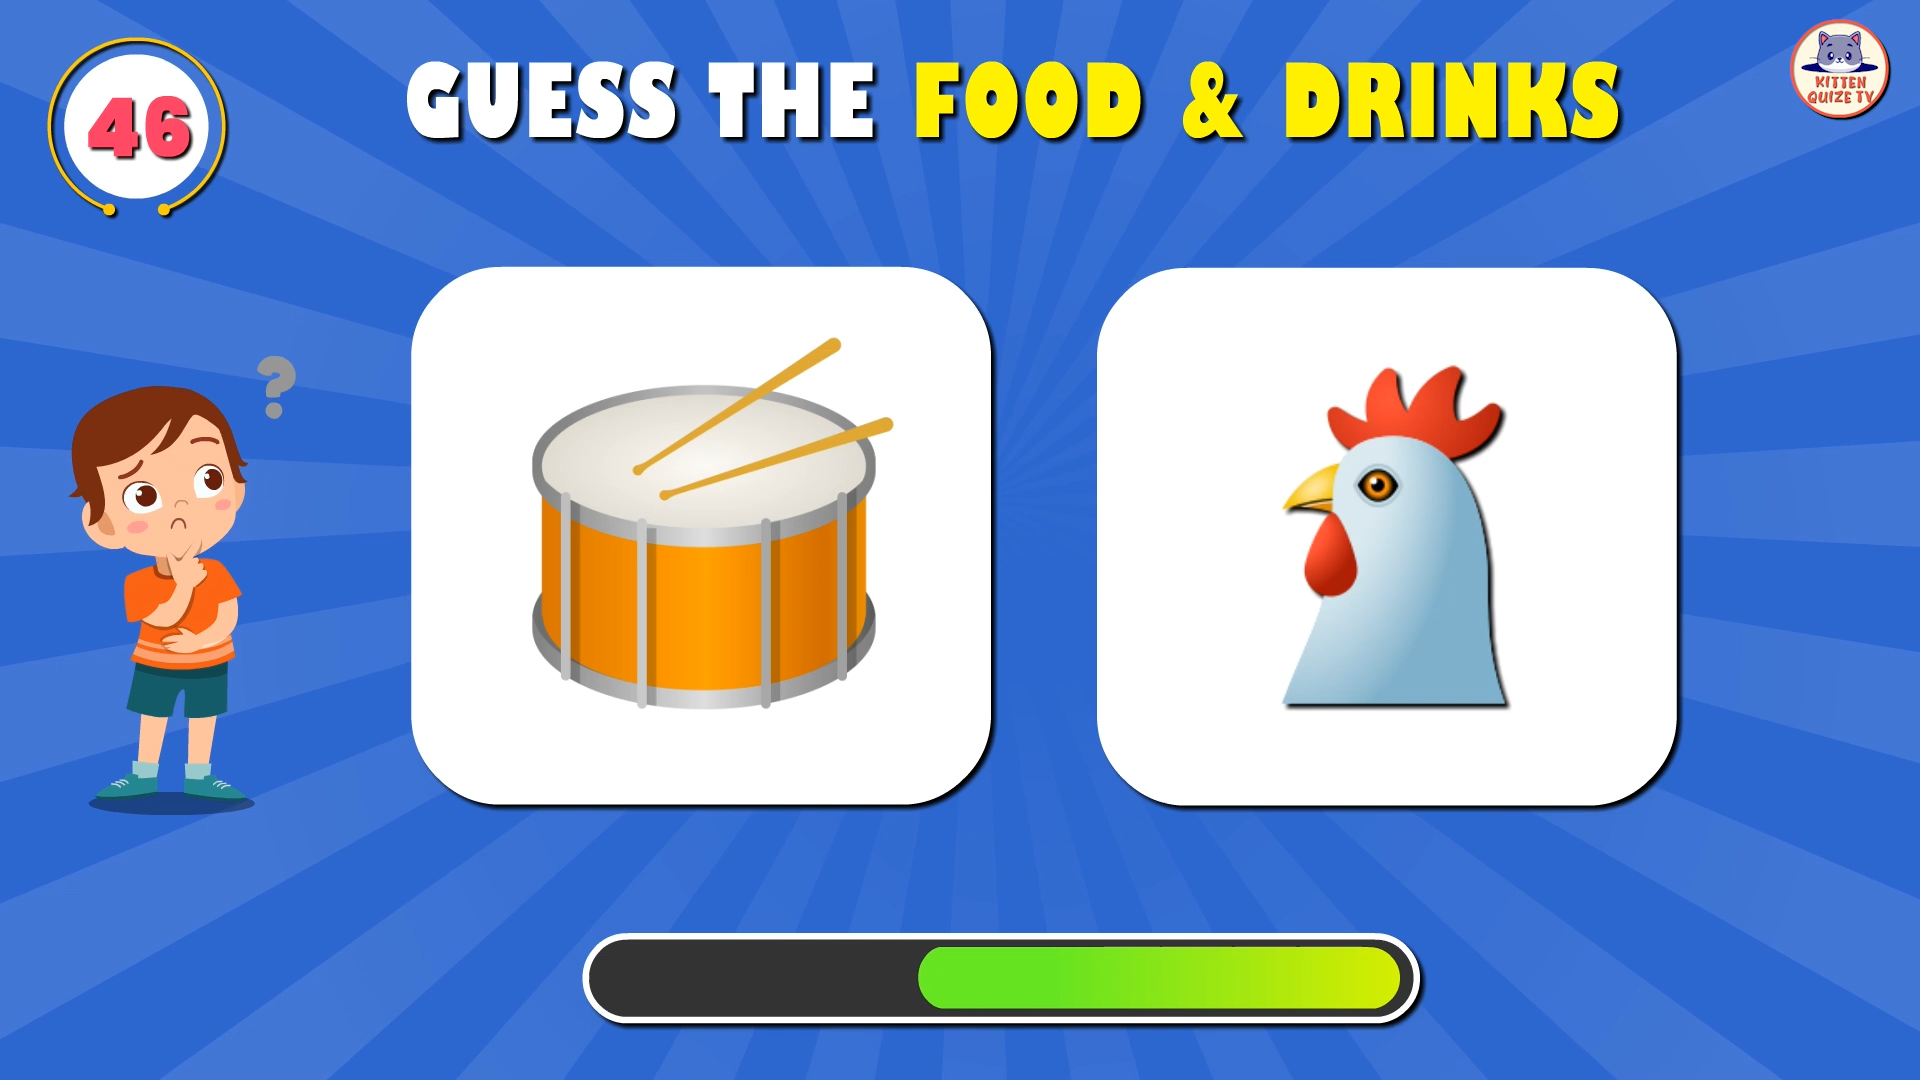 46
GUESS THE FOOD & DRINKS
KITTEN
QUIZE TV
?